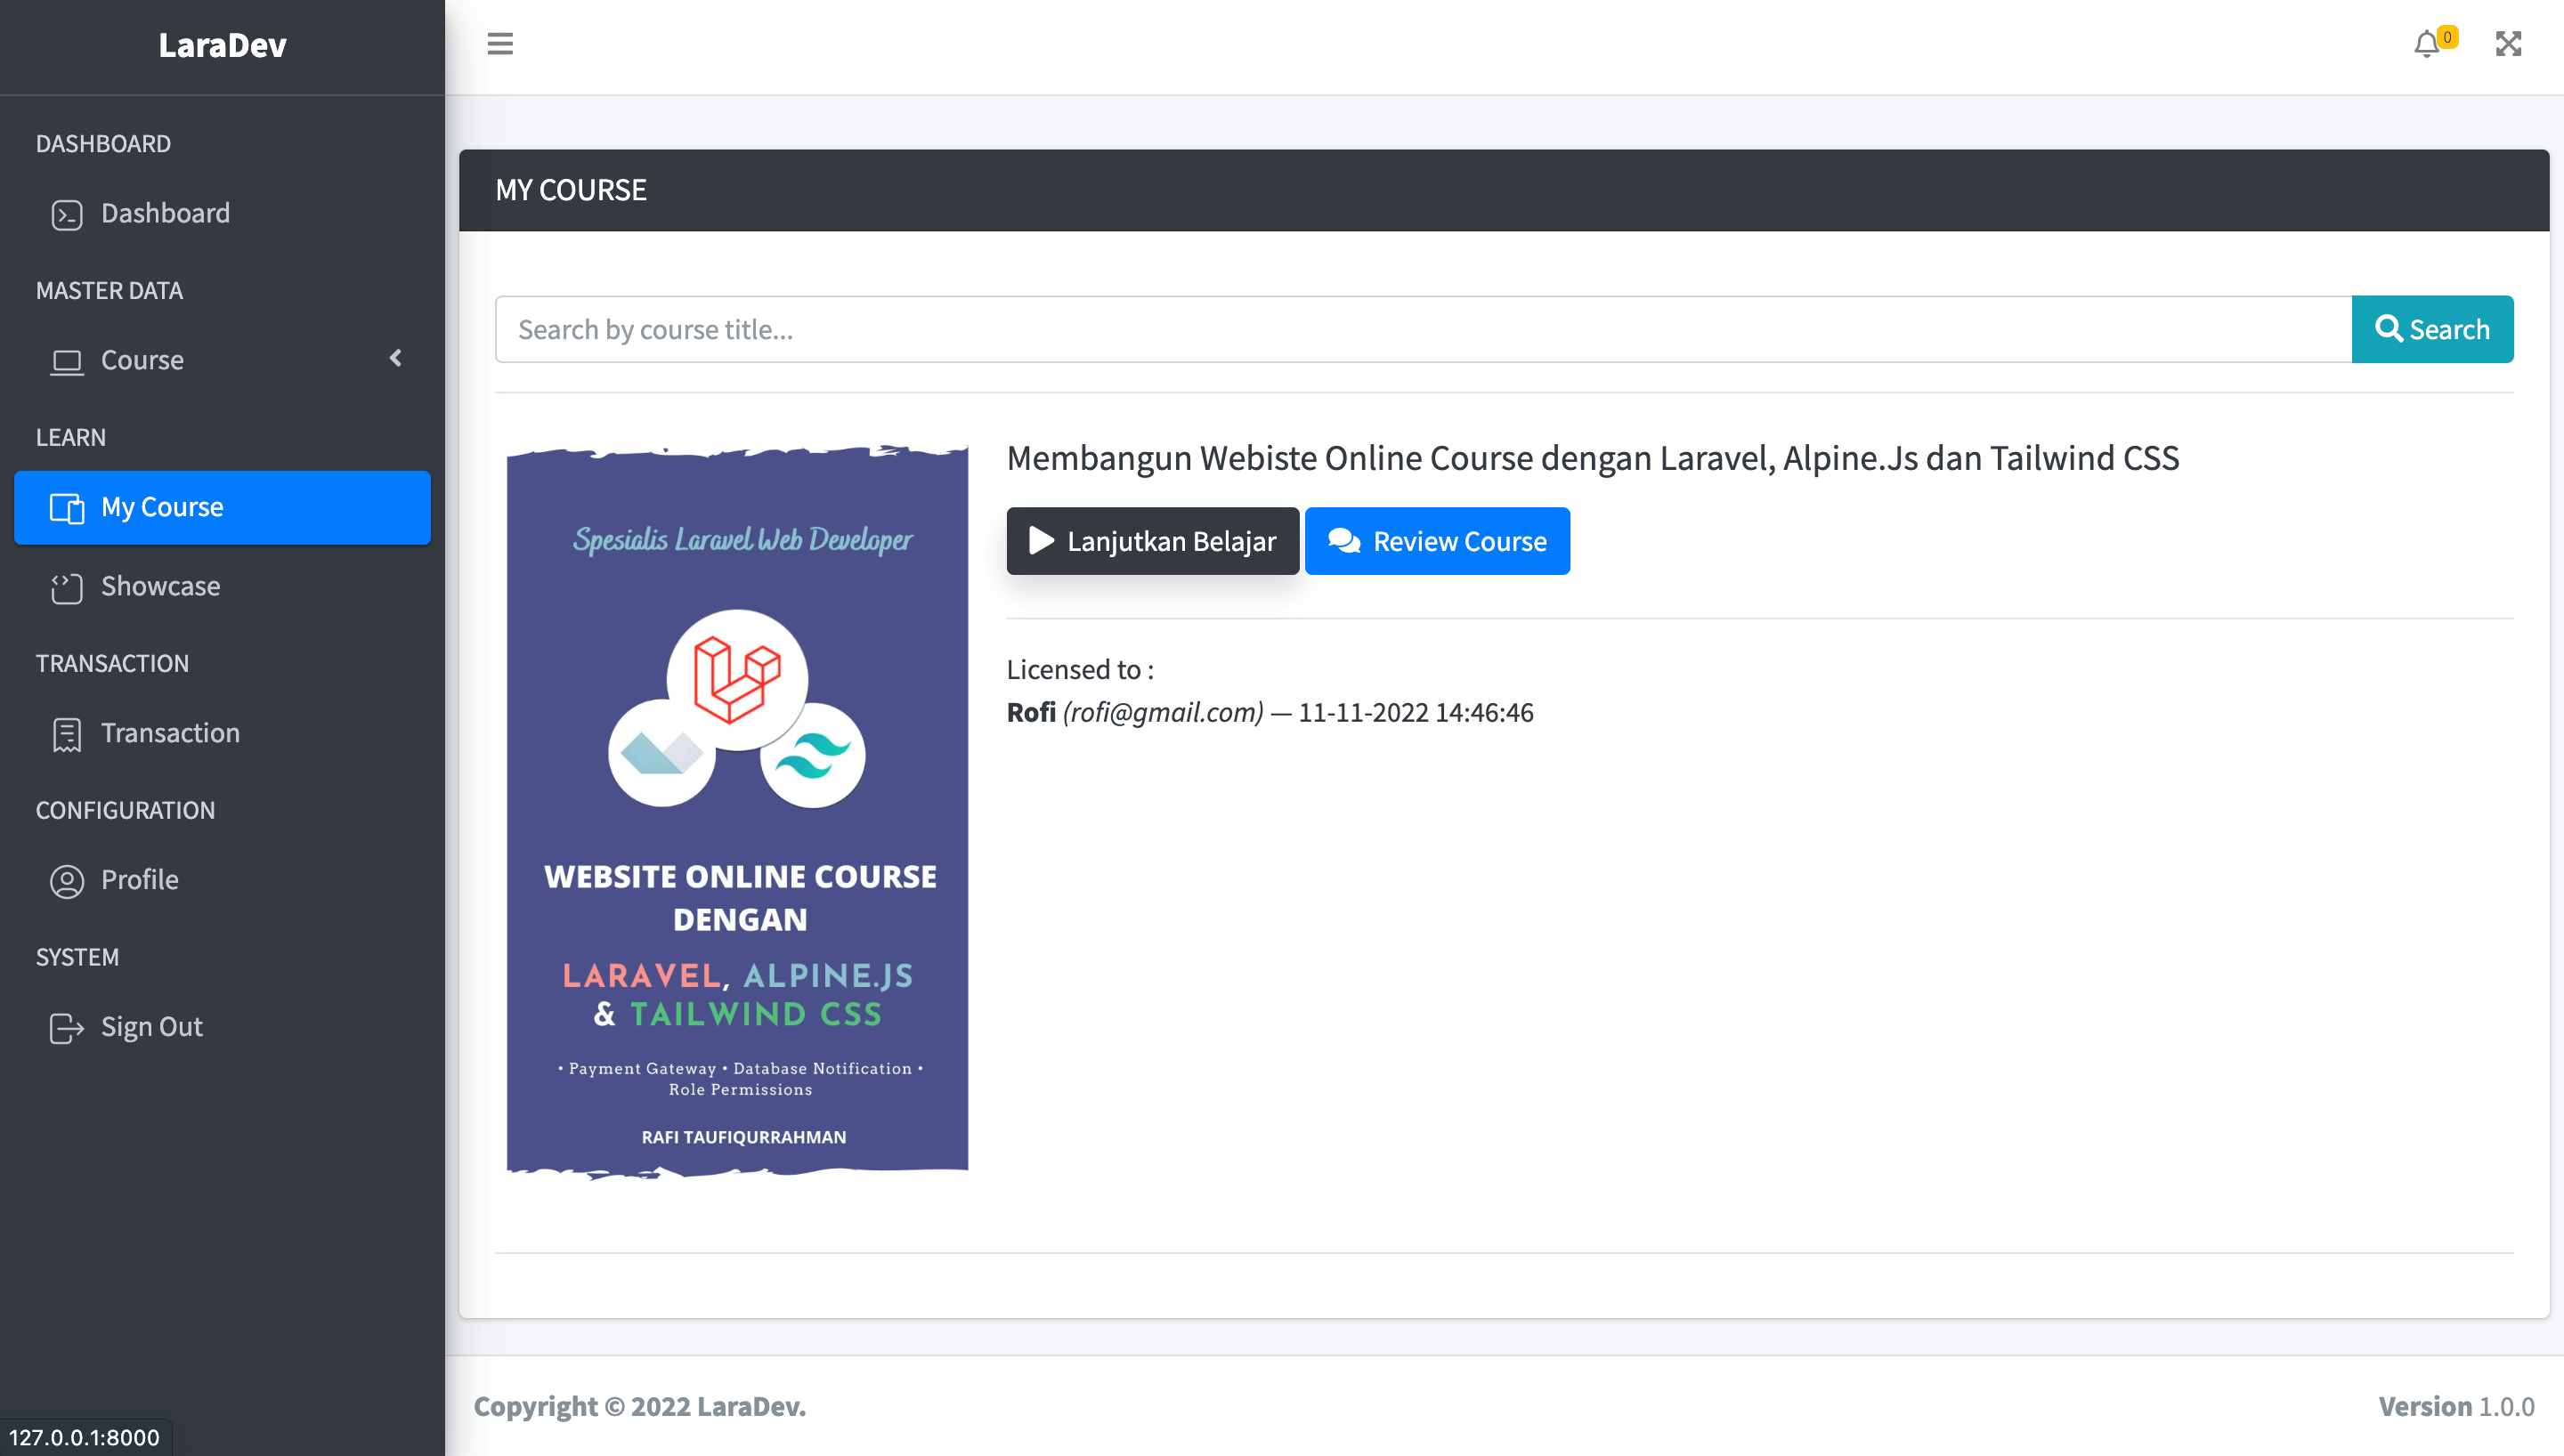 LaraDev
0
DASHBOARD
Dashboard
MASTER DATA
Course
LEARN
My Course
Showcase
TRANSACTION
Transaction
CONFIGURATION
Profile
SYSTEM
Sign Out
127.0.0.1:8000
MY COURSE
Search by course title...
Search
Spesialis Laravel Web Developer
WEBSITE ONLINE COURSE
DENGAN
LARAVEL, ALPINE.JS
& TAILWIND CSS
• Payment Gateway • Database Notification •
Role Permissions
RAFI TAUFIQURRAHMAN
Membangun Webiste Online Course dengan Laravel, Alpine.Js dan Tailwind CSS
Lanjutkan Belajar
Review Course
Licensed to :
Rofi (rofi@gmail.com) — 11-11-2022 14:46:46
Copyright © 2022 LaraDev.
Version 1.0.0